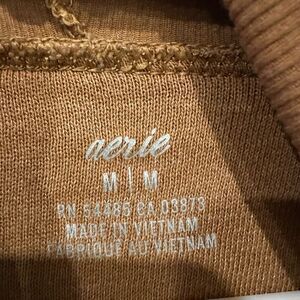 aerie
M | M
RN 54485 CA 03873
MADE IN VIETNAM
FABRIQUÉ AU VIETNAM